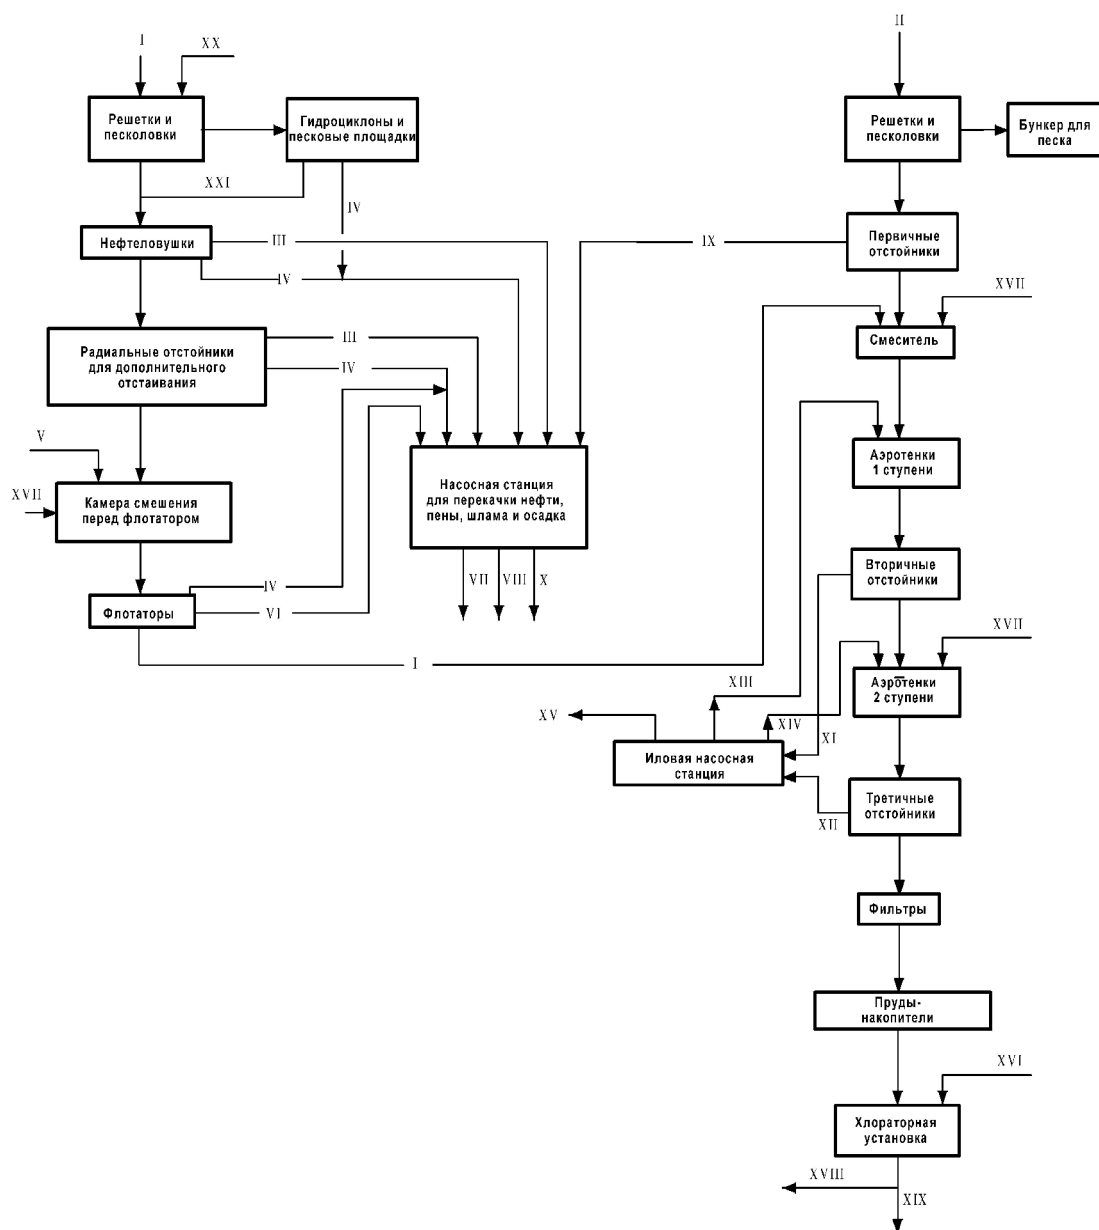 I
XX
II
Решетки и
песколовки
Гидроциклоны и
песковые площадки
Решетки и
песколовки
Бункер для
песка
XXI
IV
Нефтеловушки
III
IV
IX
Первичные
отстойники
XVII
Смеситель
Радиальные отстойники
для дополнительного
отстаивания
III
IV
V
XVII
Камера смешения
перед флотатором
Насосная станция
для перекачки нефти,
пены, шлама и осадка
Аэротенки
1 ступени
Вторичные
отстойники
VII
VIII
X
Флотаторы
IV
VI
I
XVII
Аэротенки
2 ступени
XIII
XIV
XV
XI
Иловая насосная
станция
XII
Третичные
отстойники
Фильтры
Пруды-
накопители
XVI
Хлораторная
установка
XVIII
XIX